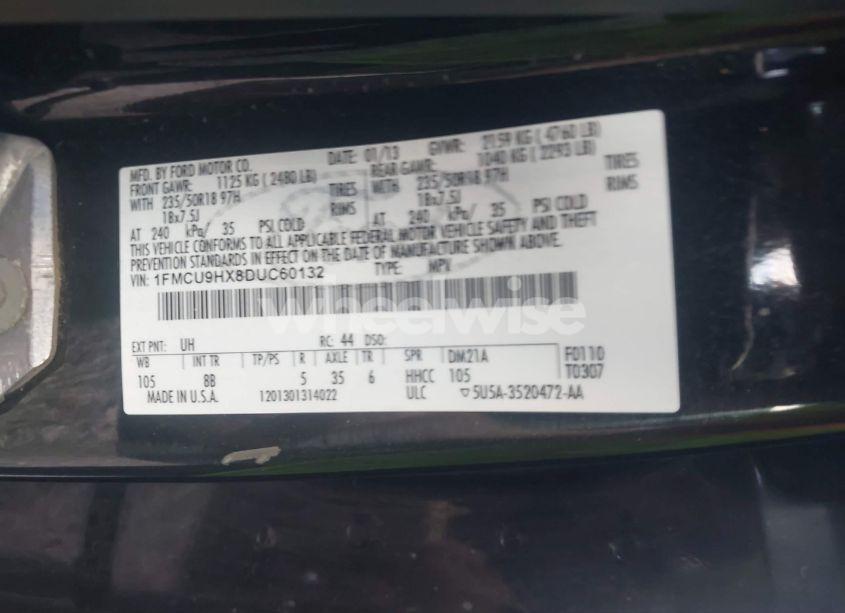 MFD. BY FORD MOTOR CO. DATE: 01/13 GVWR: 2159 KG ( 4760 LB)
FRONT GAWR: 1125 KG ( 2480 LB) REAR GAWR: 1040 KG ( 2293 LB)
WITH 235/50R18 97H TIRES WITH 235/50R18 97H TIRES
18x7.5J RIMS 18x7.5J RIMS
AT 240 kPa/ 35 PSI COLD AT 240 kPa/ 35 PSI COLD
THIS VEHICLE CONFORMS TO ALL APPLICABLE FEDERAL MOTOR VEHICLE SAFETY AND THEFT
PREVENTION STANDARDS IN EFFECT ON THE DATE OF MANUFACTURE SHOWN ABOVE.
VIN: 1FMCU9HX8DUC60132 TYPE: MPV
wheelwise
EXT PNT: UH RC: 44 DSO:
WB INT TR TP/PS R AXLE TR SPR DM21A F0110
105 8B 5 35 6 HHCC 105 T0307
MADE IN U.S.A. 1201301314022 ULC ▽5U5A-3520472-AA